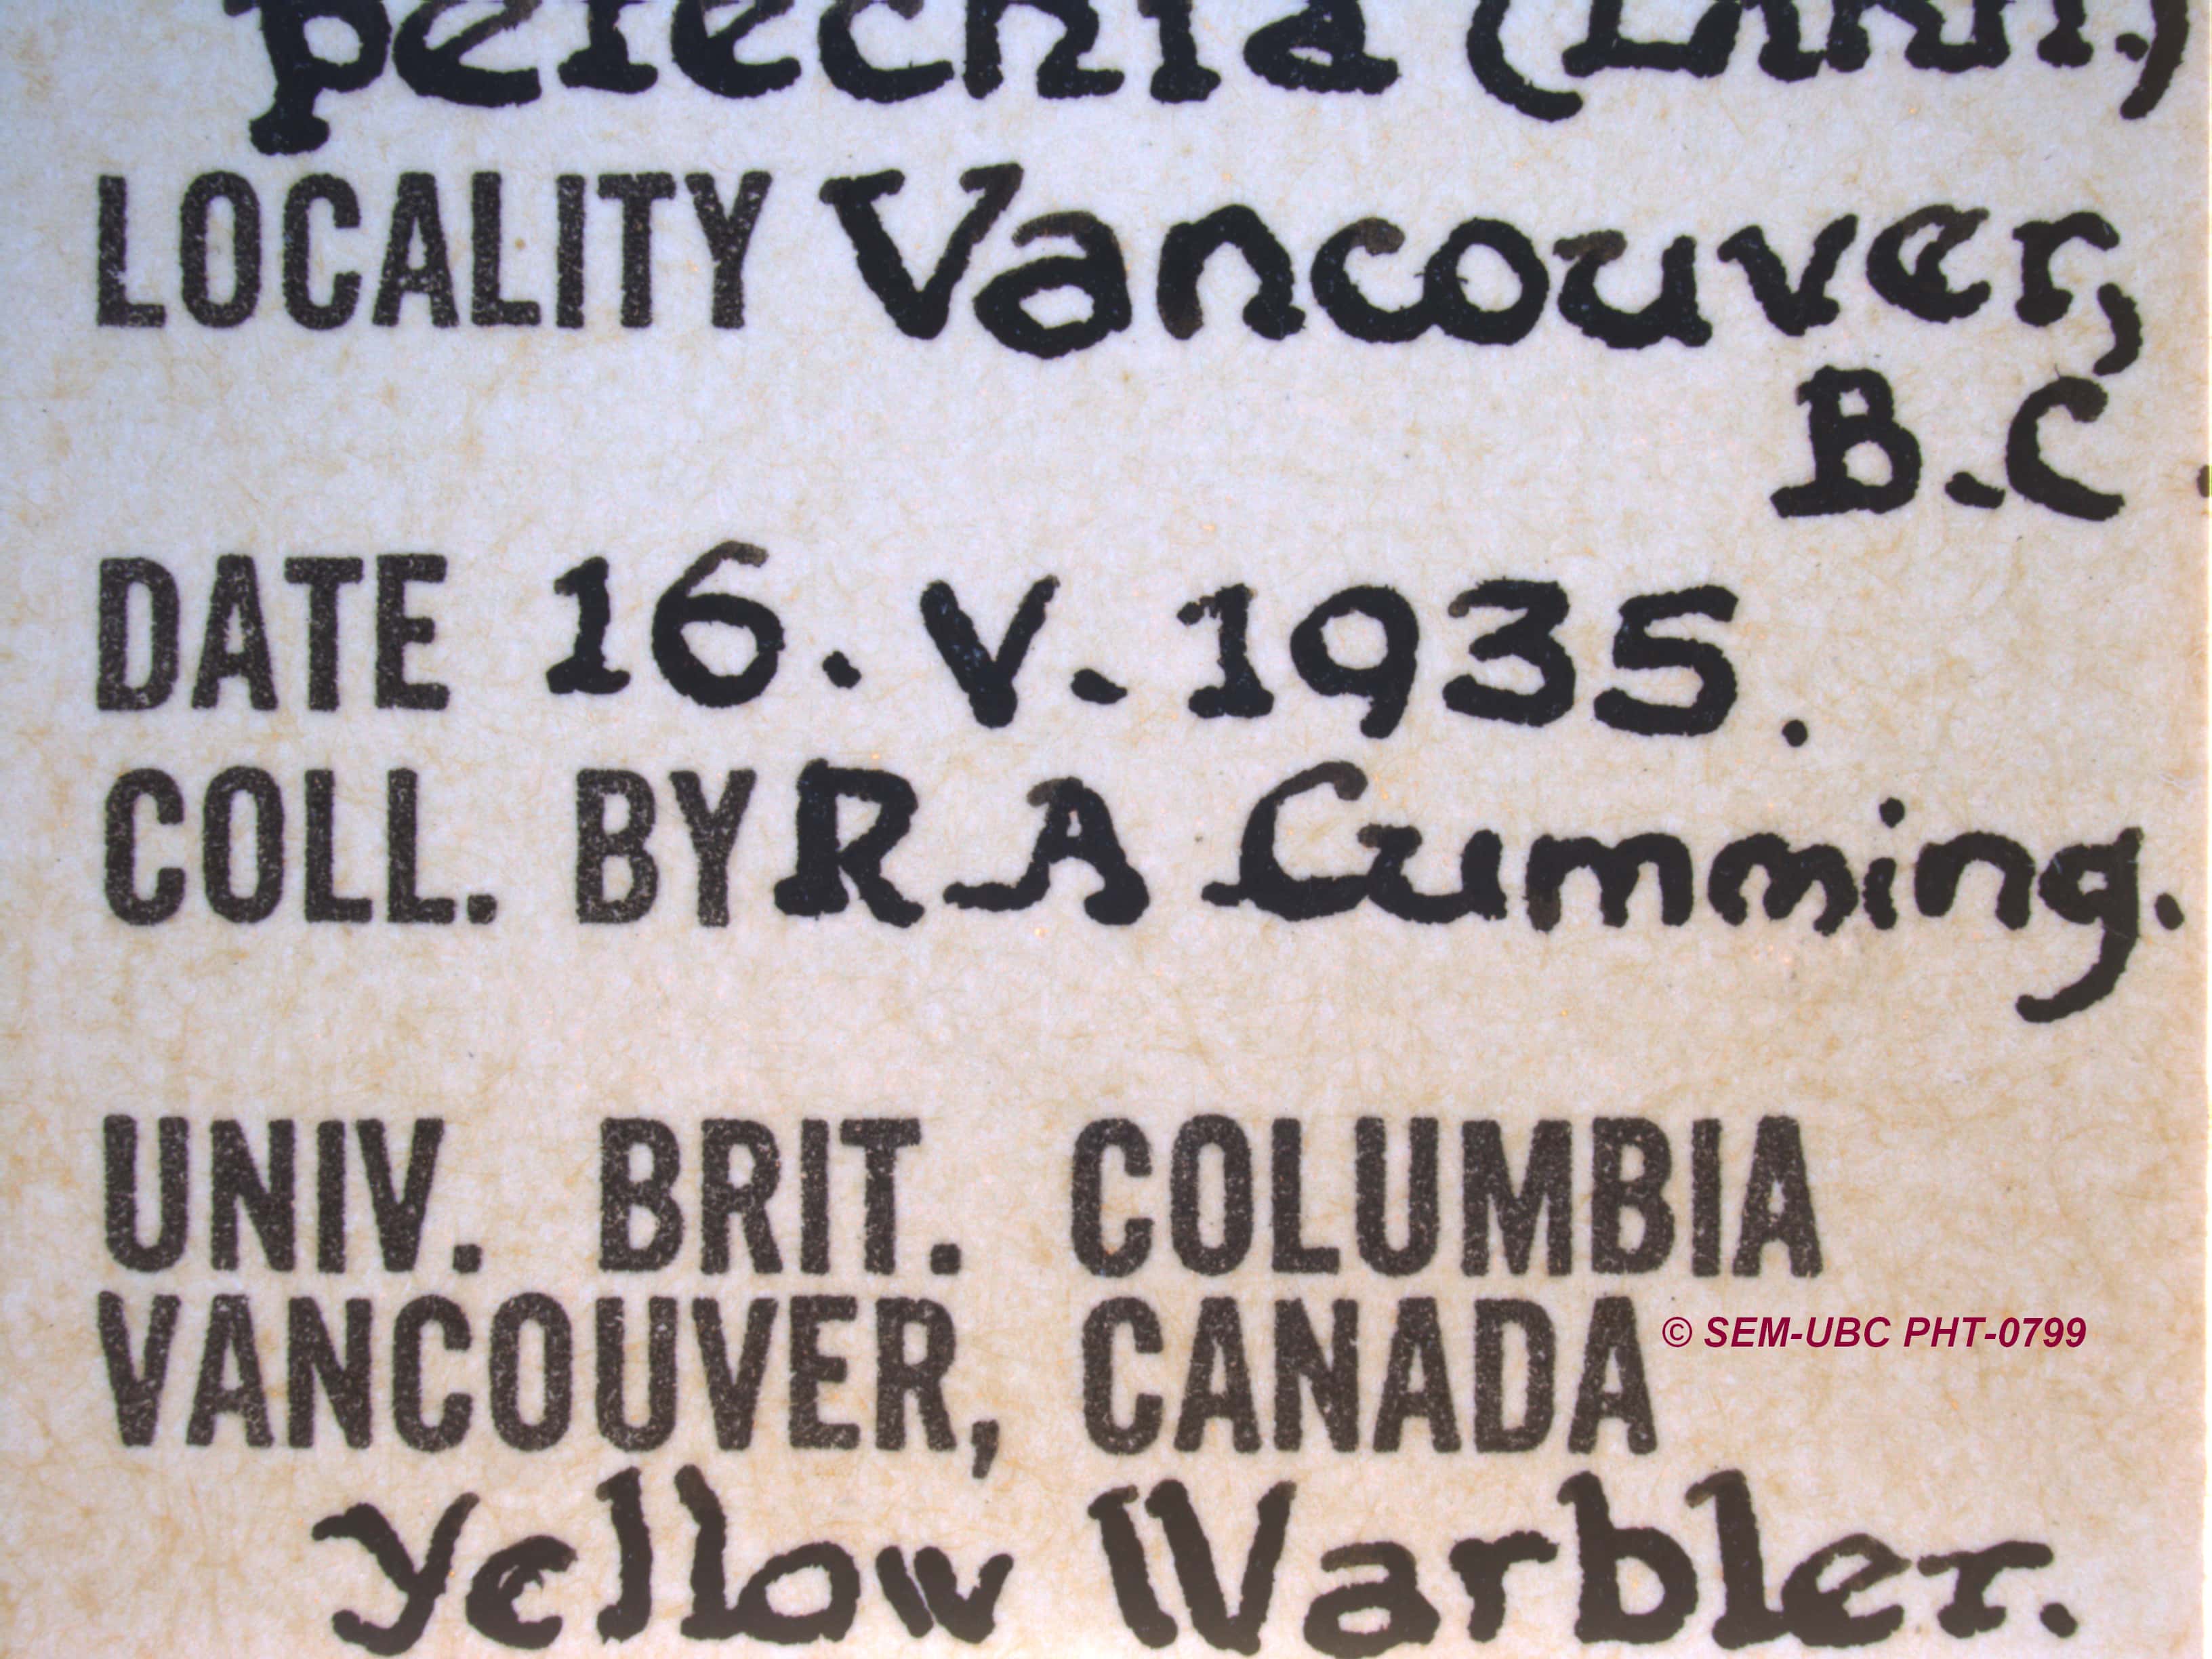 petechia (Linn.)
LOCALITY Vancouver,
B.C.
DATE 16.V.1935.
COLL. BY R A Cumming.
UNIV. BRIT. COLUMBIA
VANCOUVER, CANADA
© SEM-UBC PHT-0799
Yellow Warbler.